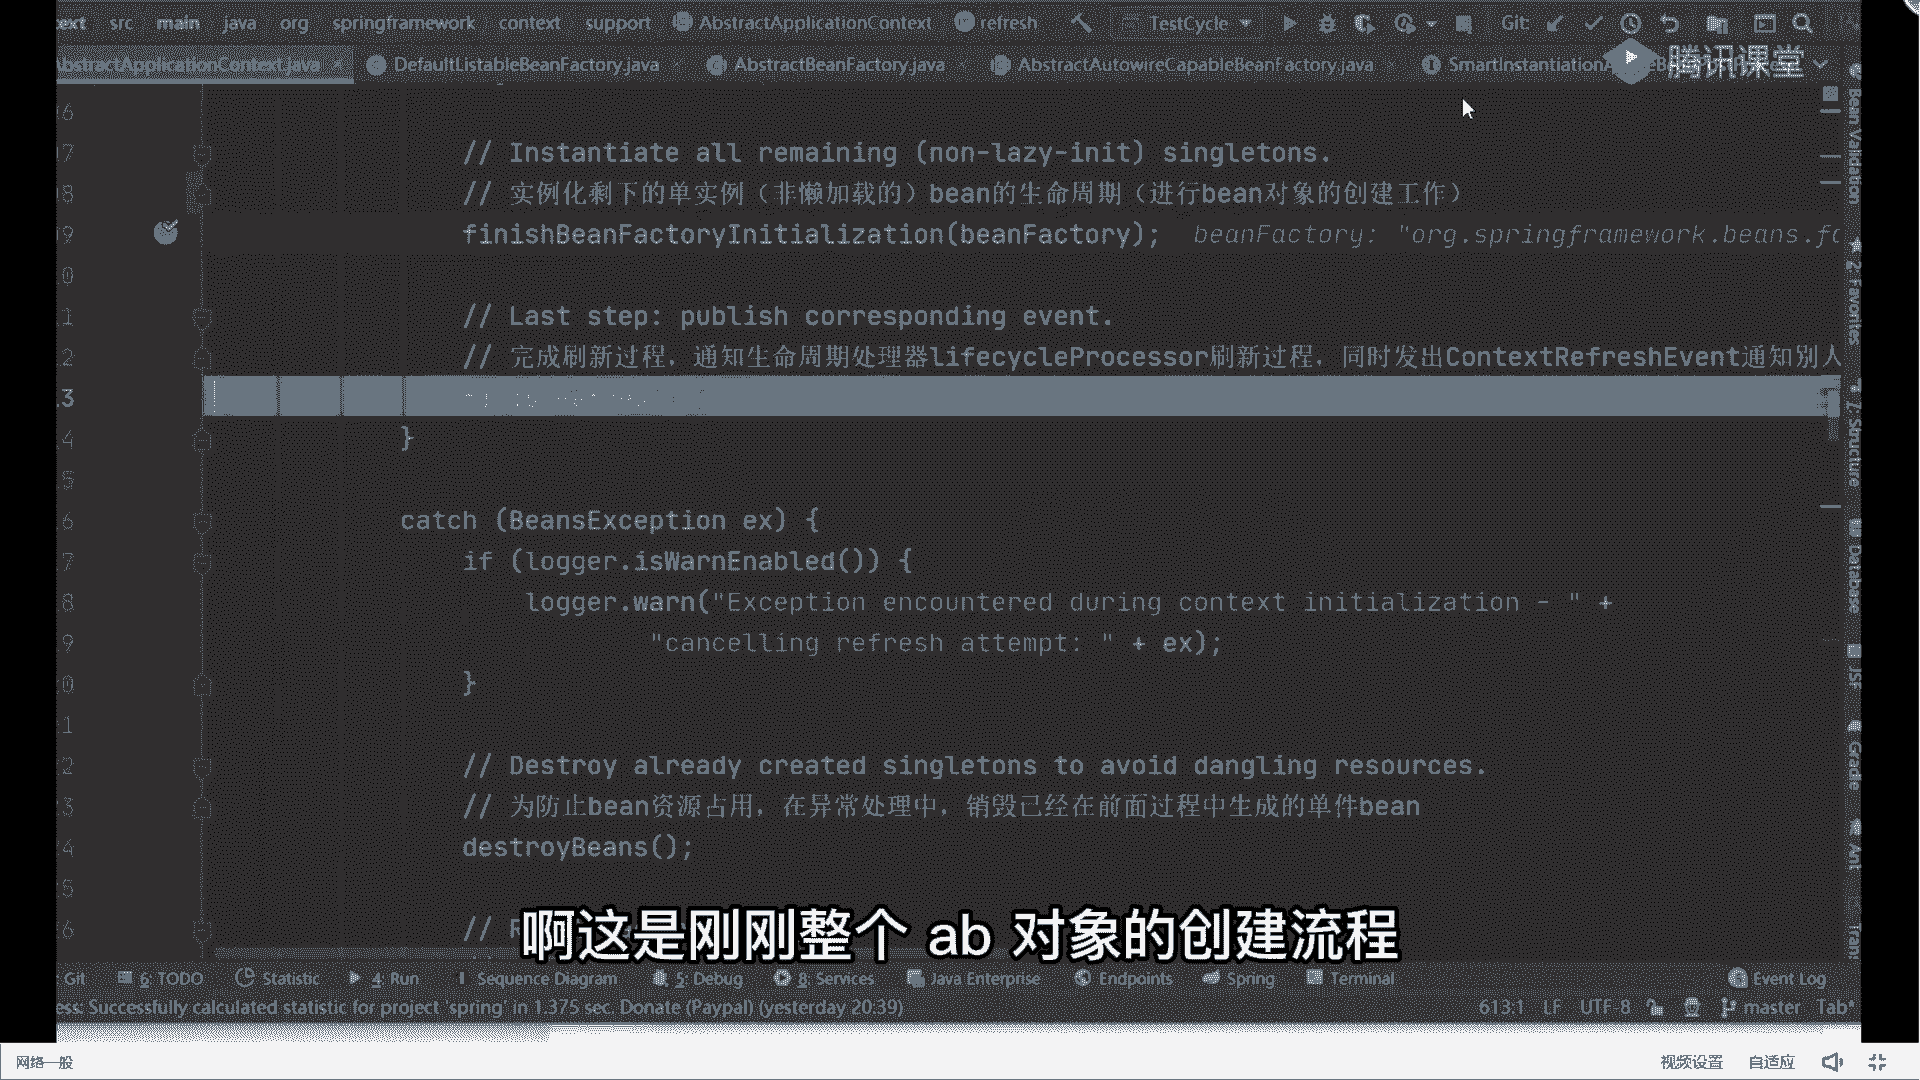 ext src main java org springframework context support AbstractApplicationContext refresh TestCycle Git:
AbstractApplicationContext.java DefaultListableBeanFactory.java AbstractBeanFactory.java AbstractAutowireCapableBeanFactory.java SmartInstantiation
腾讯课堂
6
7 // Instantiate all remaining (non-lazy-init) singletons.
8 // 实例化剩下的单实例（非懒加载的）bean的生命周期（进行bean对象的创建工作）
9 finishBeanFactoryInitialization(beanFactory); beanFactory: "org.springframework.beans.fa
0
1 // Last step: publish corresponding event.
2 // 完成刷新过程，通知生命周期处理器lifecycleProcessor刷新过程，同时发出ContextRefreshEvent通知别人
3
4 }
5
6 catch (BeansException ex) {
7 if (logger.isWarnEnabled()) {
8 logger.warn("Exception encountered during context initialization - " +
9 "cancelling refresh attempt: " + ex);
0 }
1
2 // Destroy already created singletons to avoid dangling resources.
3 // 为防止bean资源占用，在异常处理中，销毁已经在前面过程中生成的单件bean
4 destroyBeans();
5
6 // R
啊这是刚刚整个 ab 对象的创建流程
Bean Validation
2: Favorites
Z: Structure
Database
JSF
Gradle
Ant
Git 6: TODO Statistic 4: Run Sequence Diagram 5: Debug 8: Services Java Enterprise Endpoints Spring Terminal Event Log
ess: Successfully calculated statistic for project 'spring' in 1.375 sec. Donate (Paypal) (yesterday 20:39) 613:1 LF UTF-8 master Tab*
网络一般 视频设置 自适应